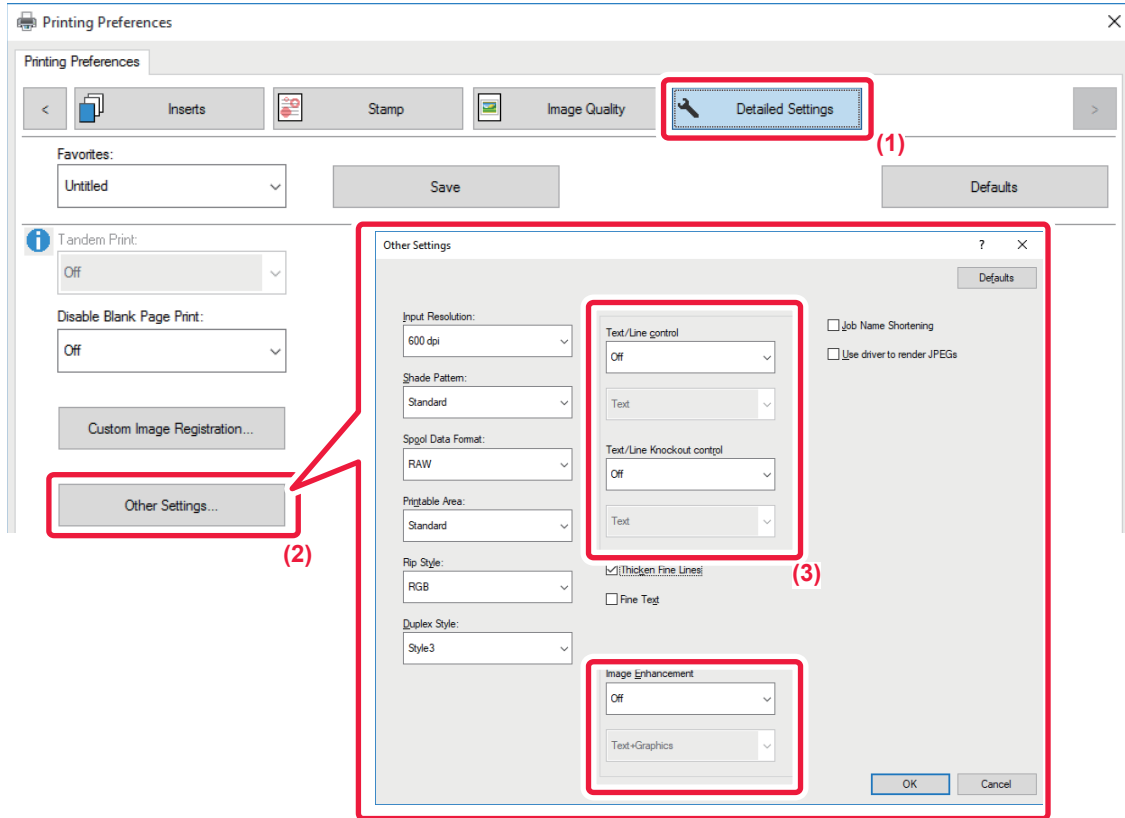 Printing Preferences
Printing Preferences
<
Inserts
Stamp
Image Quality
Detailed Settings
>
(1)
Favorites:
Untitled
Save
Defaults
Tandem Print:
Off
Disable Blank Page Print:
Off
Custom Image Registration...
Other Settings...
(2)
Other Settings
?
Defaults
Input Resolution:
600 dpi
Shade Pattern:
Standard
Spool Data Format:
RAW
Printable Area:
Standard
Rip Style:
RGB
Duplex Style:
Style3
Text/Line control
Off
Text
Text/Line Knockout control
Off
Text
(3)
Thicken Fine Lines
Fine Text
Image Enhancement
Off
Text+Graphics
Job Name Shortening
Use driver to render JPEGs
OK
Cancel